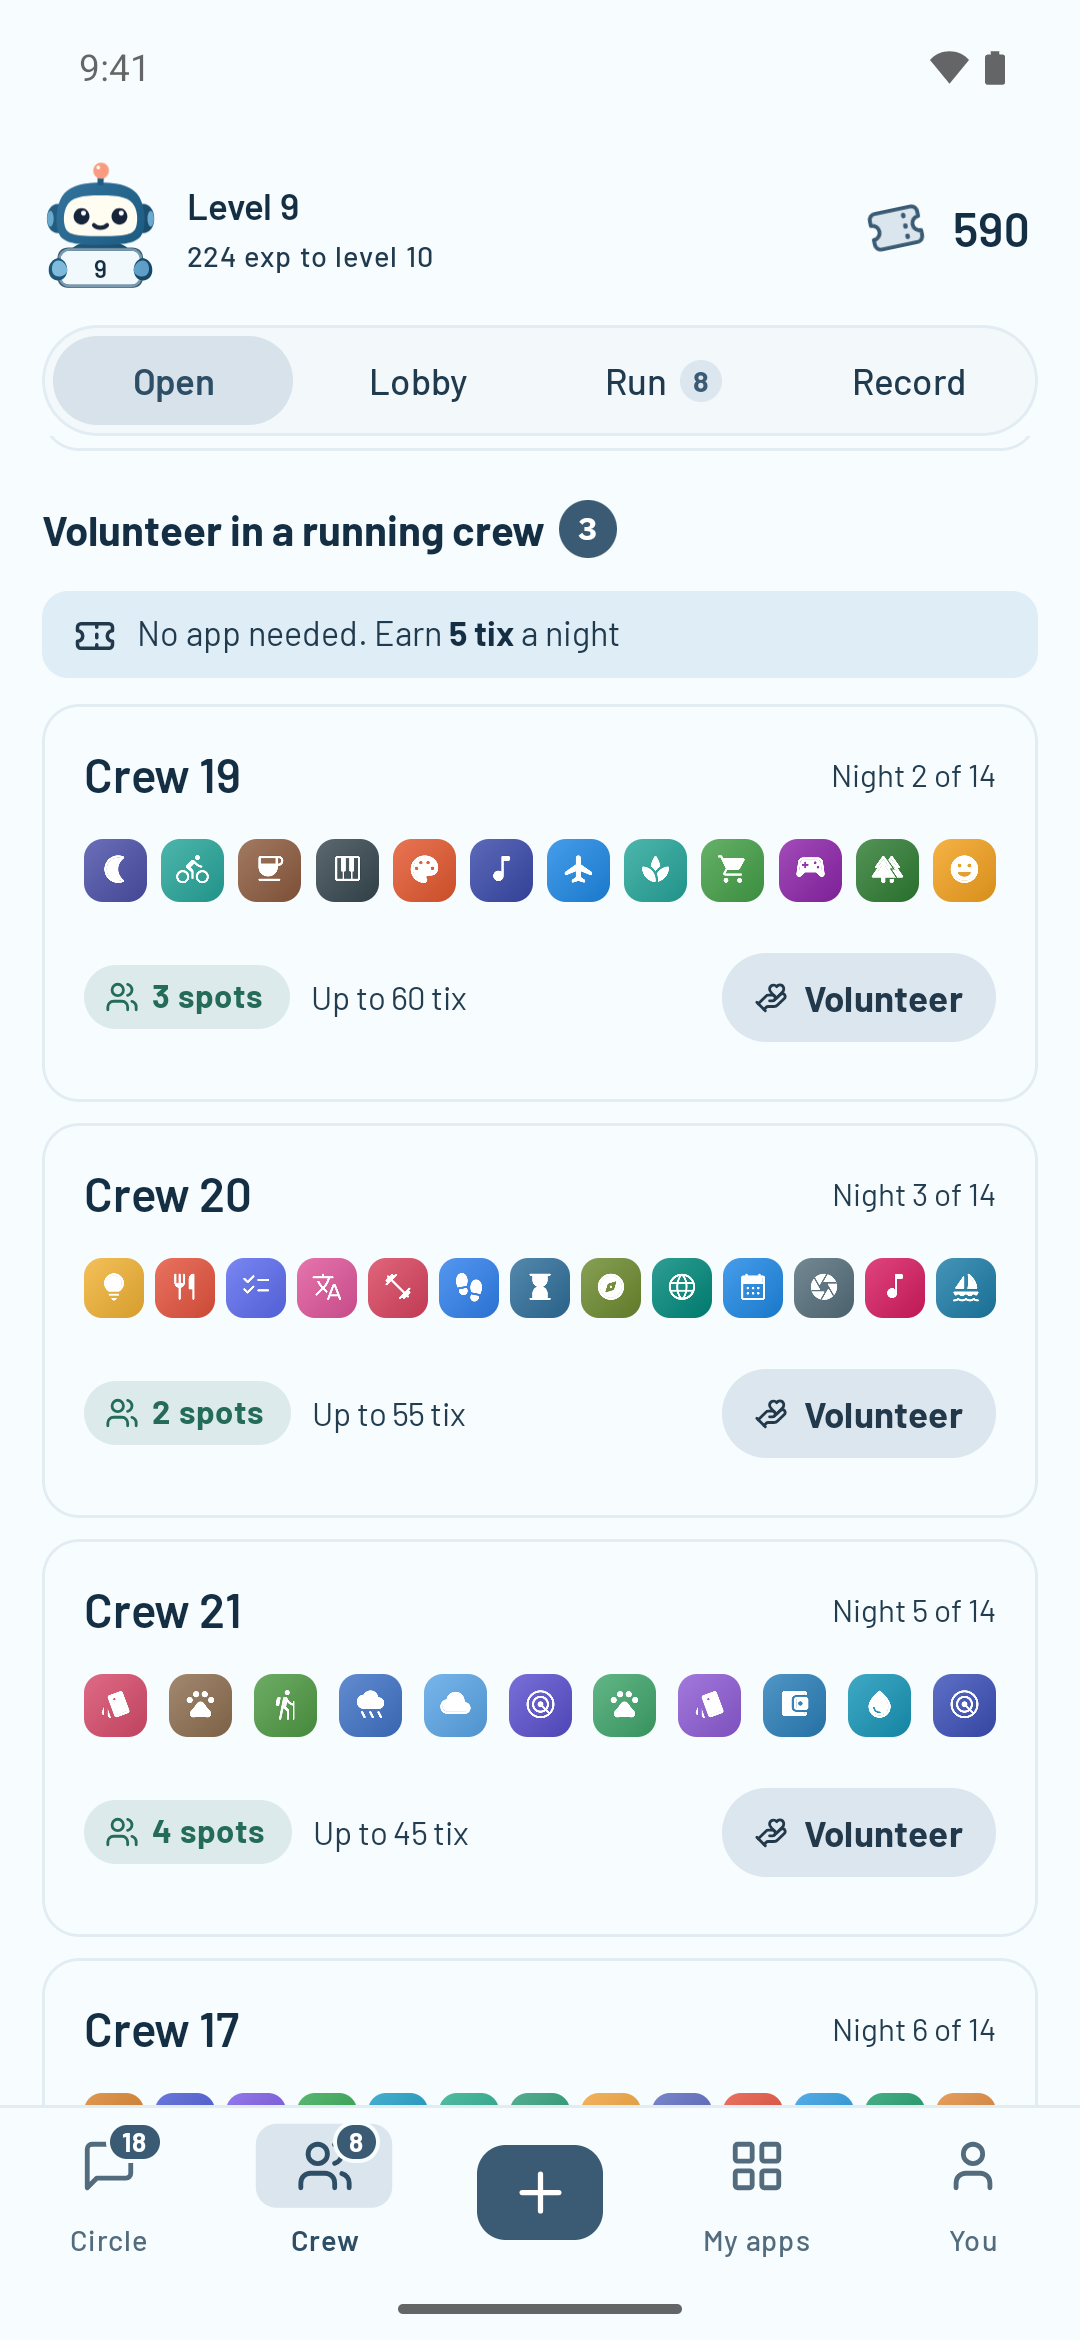 9:41
Level 9
224 exp to level 10
590
9
Open
Lobby
Run 8
Record
Volunteer in a running crew 3
No app needed. Earn 5 tix a night
Crew 19
Night 2 of 14
3 spots
Up to 60 tix
Volunteer
Crew 20
Night 3 of 14
2 spots
Up to 55 tix
Volunteer
Crew 21
Night 5 of 14
4 spots
Up to 45 tix
Volunteer
Crew 17
Night 6 of 14
18
8
Circle
Crew
My apps
You